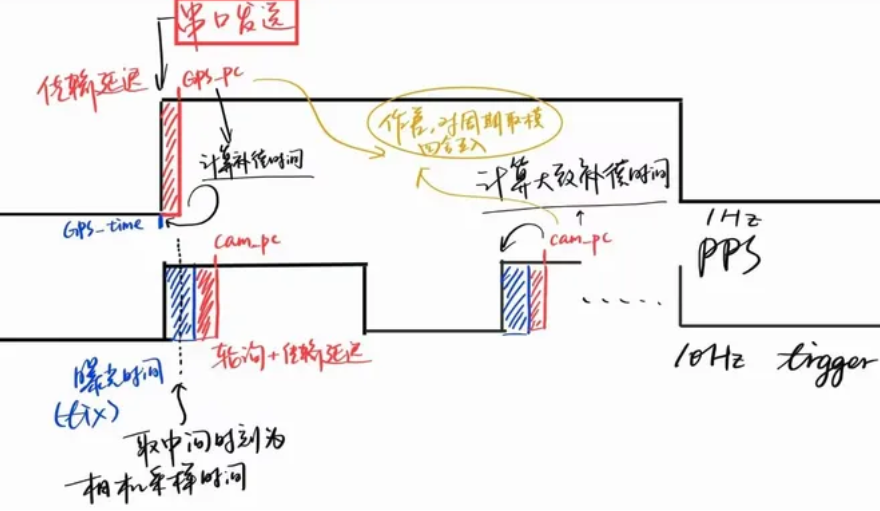 串口发送
传输延迟
GPS_pc
作差,对周期取模
四舍五入
计算补偿时间
计算大致补偿时间
GPS_time
1Hz
PPS
cam_pc
cam_pc
轮询+传输延迟
10Hz trigger
曝光时间
(fix)
取中间时刻为
相机采样时间